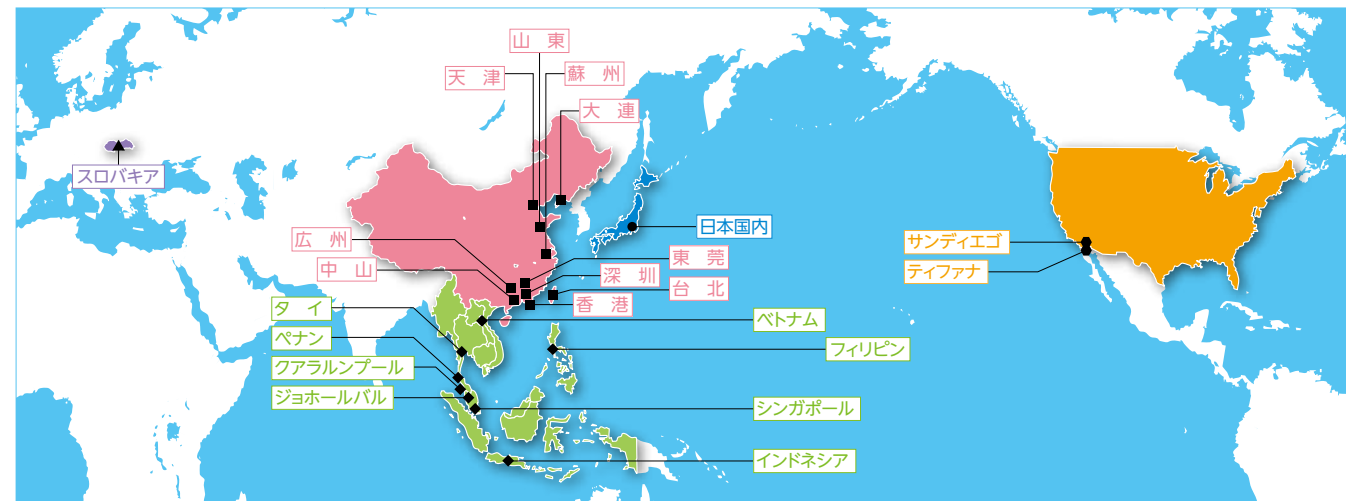 山 東
天 津
蘇 州
大 連
スロバキア
日本国内
広 州
中 山
東 莞
深 圳
台 北
香 港
サンディエゴ
ティファナ
タ イ
ペナン
クアラルンプール
ジョホールバル
ベトナム
フィリピン
シンガポール
インドネシア